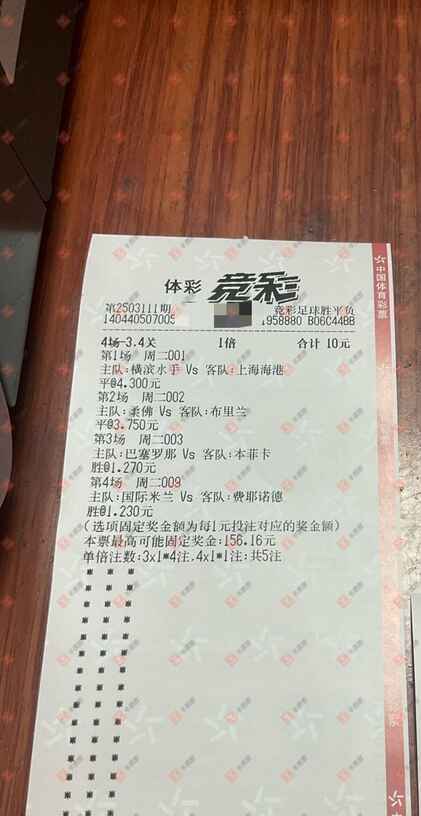 体彩 竞彩
第2503111期 竞彩足球胜平负
14044050700 958880 B06C44BB
4场-3.4关 1倍 合计 10元
第1场 周二001
主队:横滨水手 Vs 客队:上海海港
平@4.300元
第2场 周二002
主队:柔佛 Vs 客队:布里兰
平@3.750元
第3场 周二003
主队:巴塞罗那 Vs 客队:本菲卡
胜@1.270元
第4场 周二009
主队:国际米兰 Vs 客队:费耶诺德
胜@1.230元
(选项固定奖金额为每1元投注对应的奖金额)
本票最高可能固定奖金:156.16元
单倍注数:3x1*4注.4x1*1注:共5注
中国体育彩票